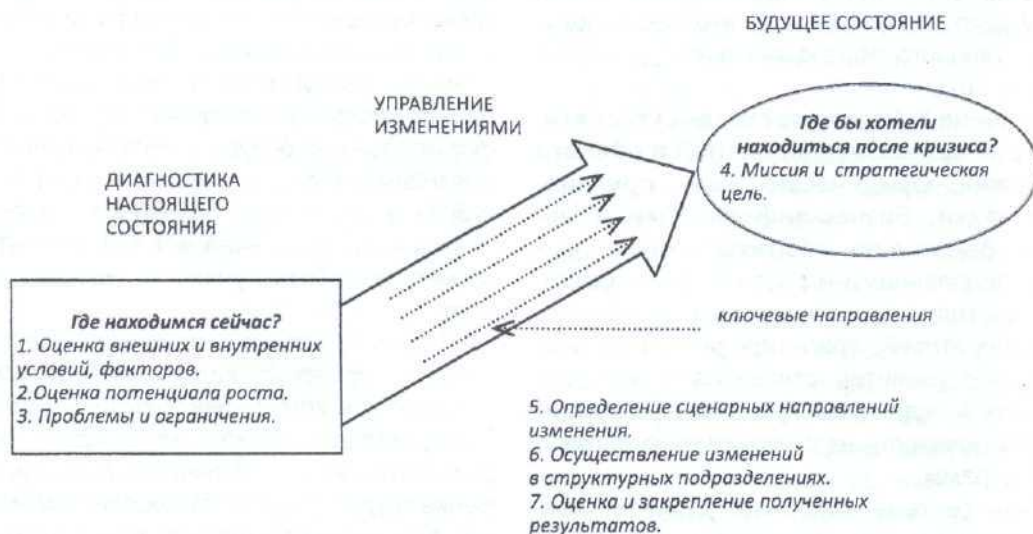 БУДУЩЕЕ СОСТОЯНИЕ
УПРАВЛЕНИЕ
ИЗМЕНЕНИЯМИ
Где бы хотели
находиться после кризиса?
4. Миссия и стратегическая
цель.
ДИАГНОСТИКА
НАСТОЯЩЕГО
СОСТОЯНИЯ
Где находимся сейчас?
1. Оценка внешних и внутренних
условий, факторов.
2.Оценка потенциала роста.
3. Проблемы и ограничения.
ключевые направления
5. Определение сценарных направлений
изменения.
6. Осуществление изменений
в структурных подразделениях.
7. Оценка и закрепление полученных
результатов.